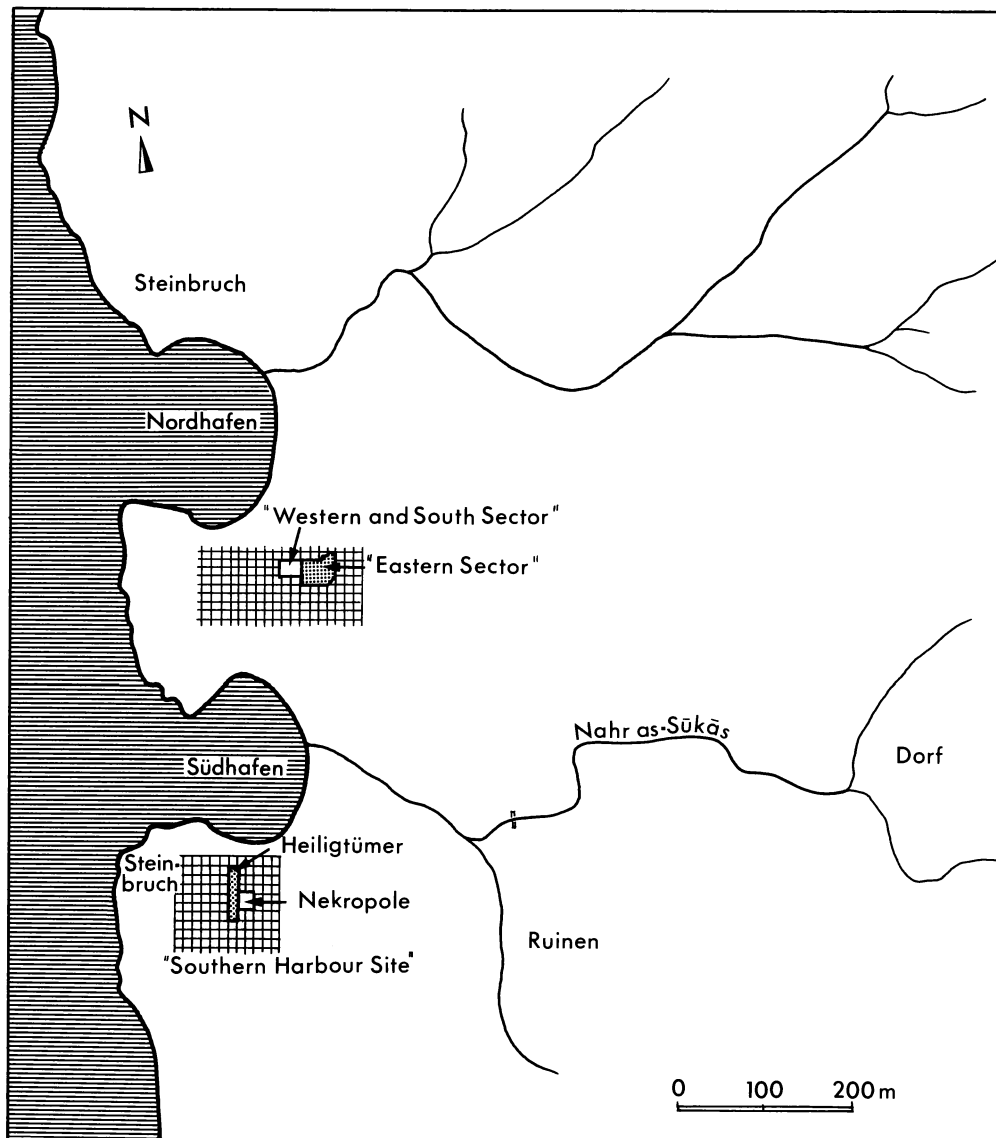 N
Steinbruch
Nordhafen
"Western and South Sector"
"Eastern Sector"
Nahr as-Sūkās
Dorf
Südhafen
Heiligtümer
Stein-
bruch
Nekropole
Ruinen
"Southern Harbour Site"
0 100 200 m